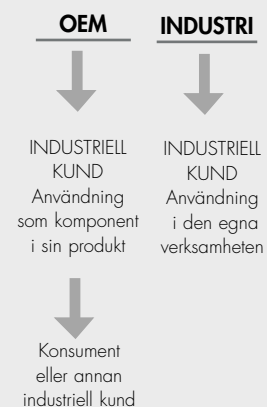 OEM
INDUSTRI
INDUSTRIELL
KUND
Användning
som komponent
i sin produkt
INDUSTRIELL
KUND
Användning
i den egna
verksamheten
Konsument
eller annan
industriell kund